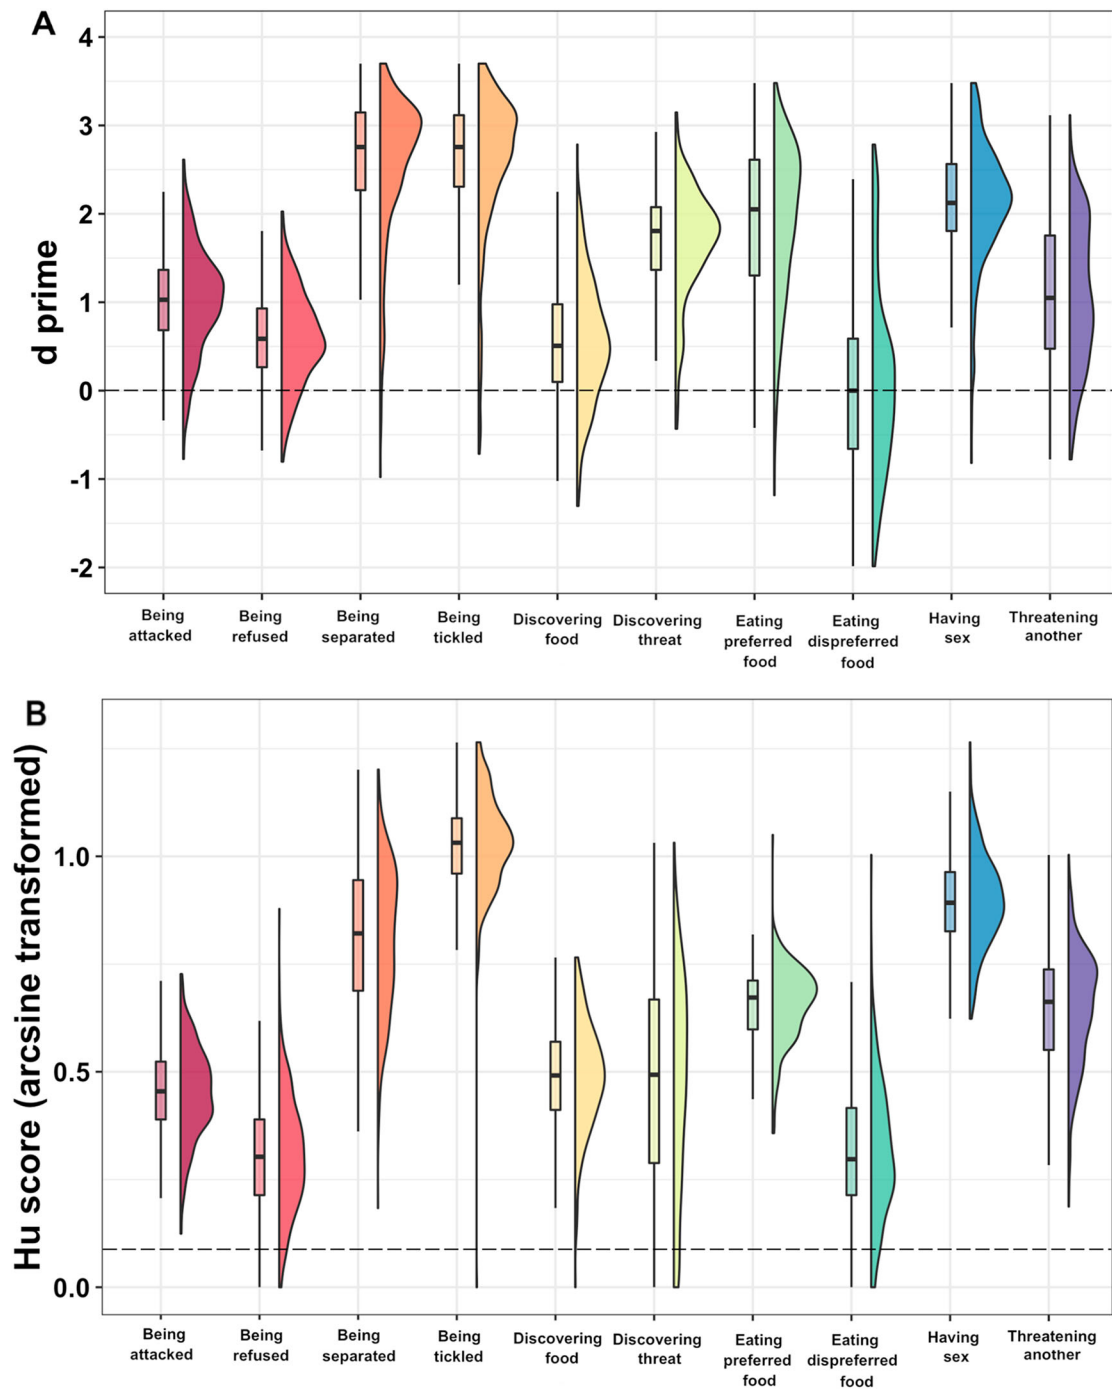 A
4
3
2
1
0
-1
-2
d prime
Being
attacked
Being
refused
Being
separated
Being
tickled
Discovering
food
Discovering
threat
Eating
preferred
food
Eating
dispreferred
food
Having
sex
Threatening
another
B
1.0
0.5
0.0
Hu score (arcsine transformed)
Being
attacked
Being
refused
Being
separated
Being
tickled
Discovering
food
Discovering
threat
Eating
preferred
food
Eating
dispreferred
food
Having
sex
Threatening
another